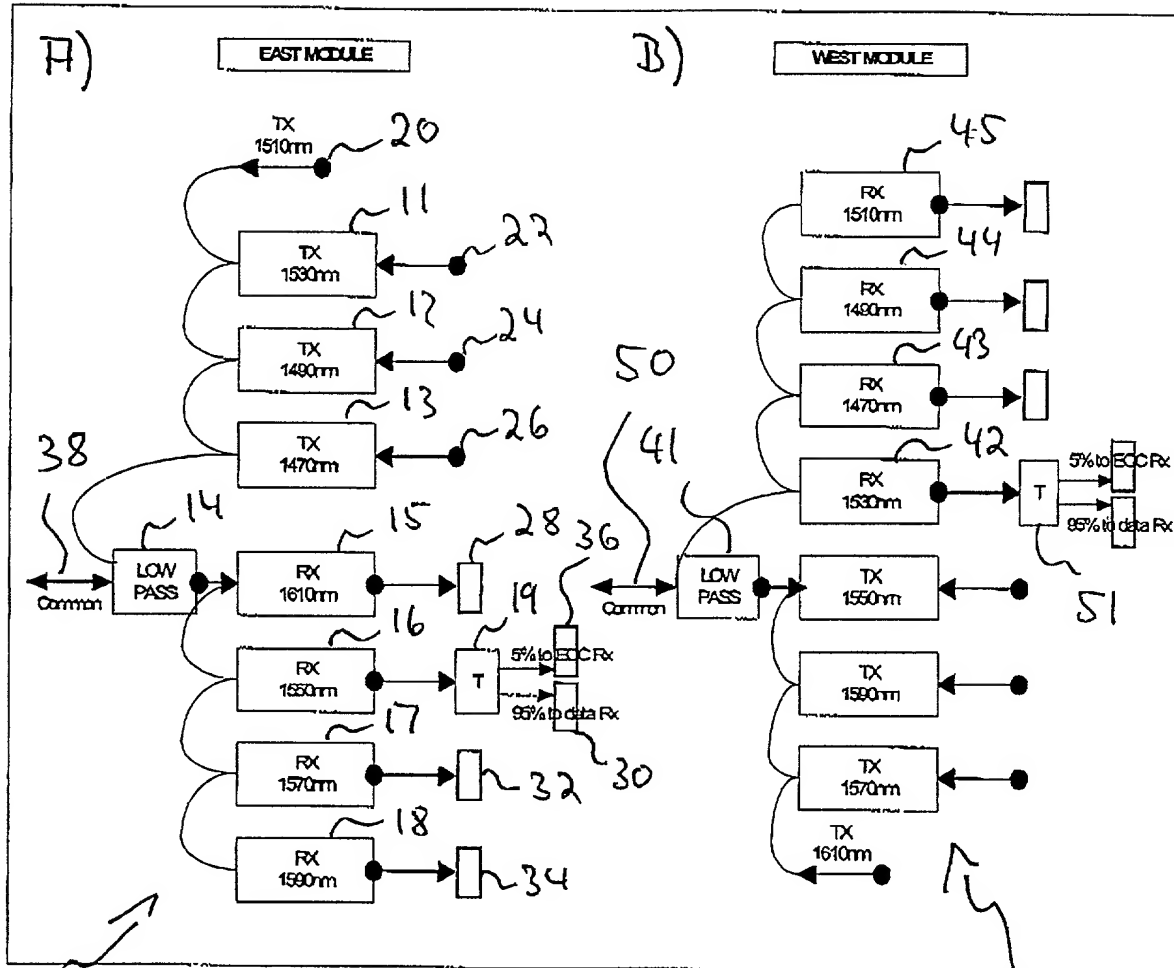 A)
EAST MODULE
TX
1510nm
20
11
TX
1530nm
22
12
TX
1490nm
24
13
TX
1470nm
26
38
14
LOW
PASS
Common
15
RX
1610nm
28
36
16
RX
1550nm
19
T
5% to EOC Rx
95% to data Rx
30
17
RX
1570nm
32
18
RX
1590nm
34
B)
WEST MODULE
45
RX
1510nm
44
RX
1490nm
43
RX
1470nm
50
41
42
RX
1530nm
T
5% to EOC Rx
95% to data Rx
51
LOW
PASS
Common
TX
1550nm
TX
1590nm
TX
1570nm
TX
1610nm